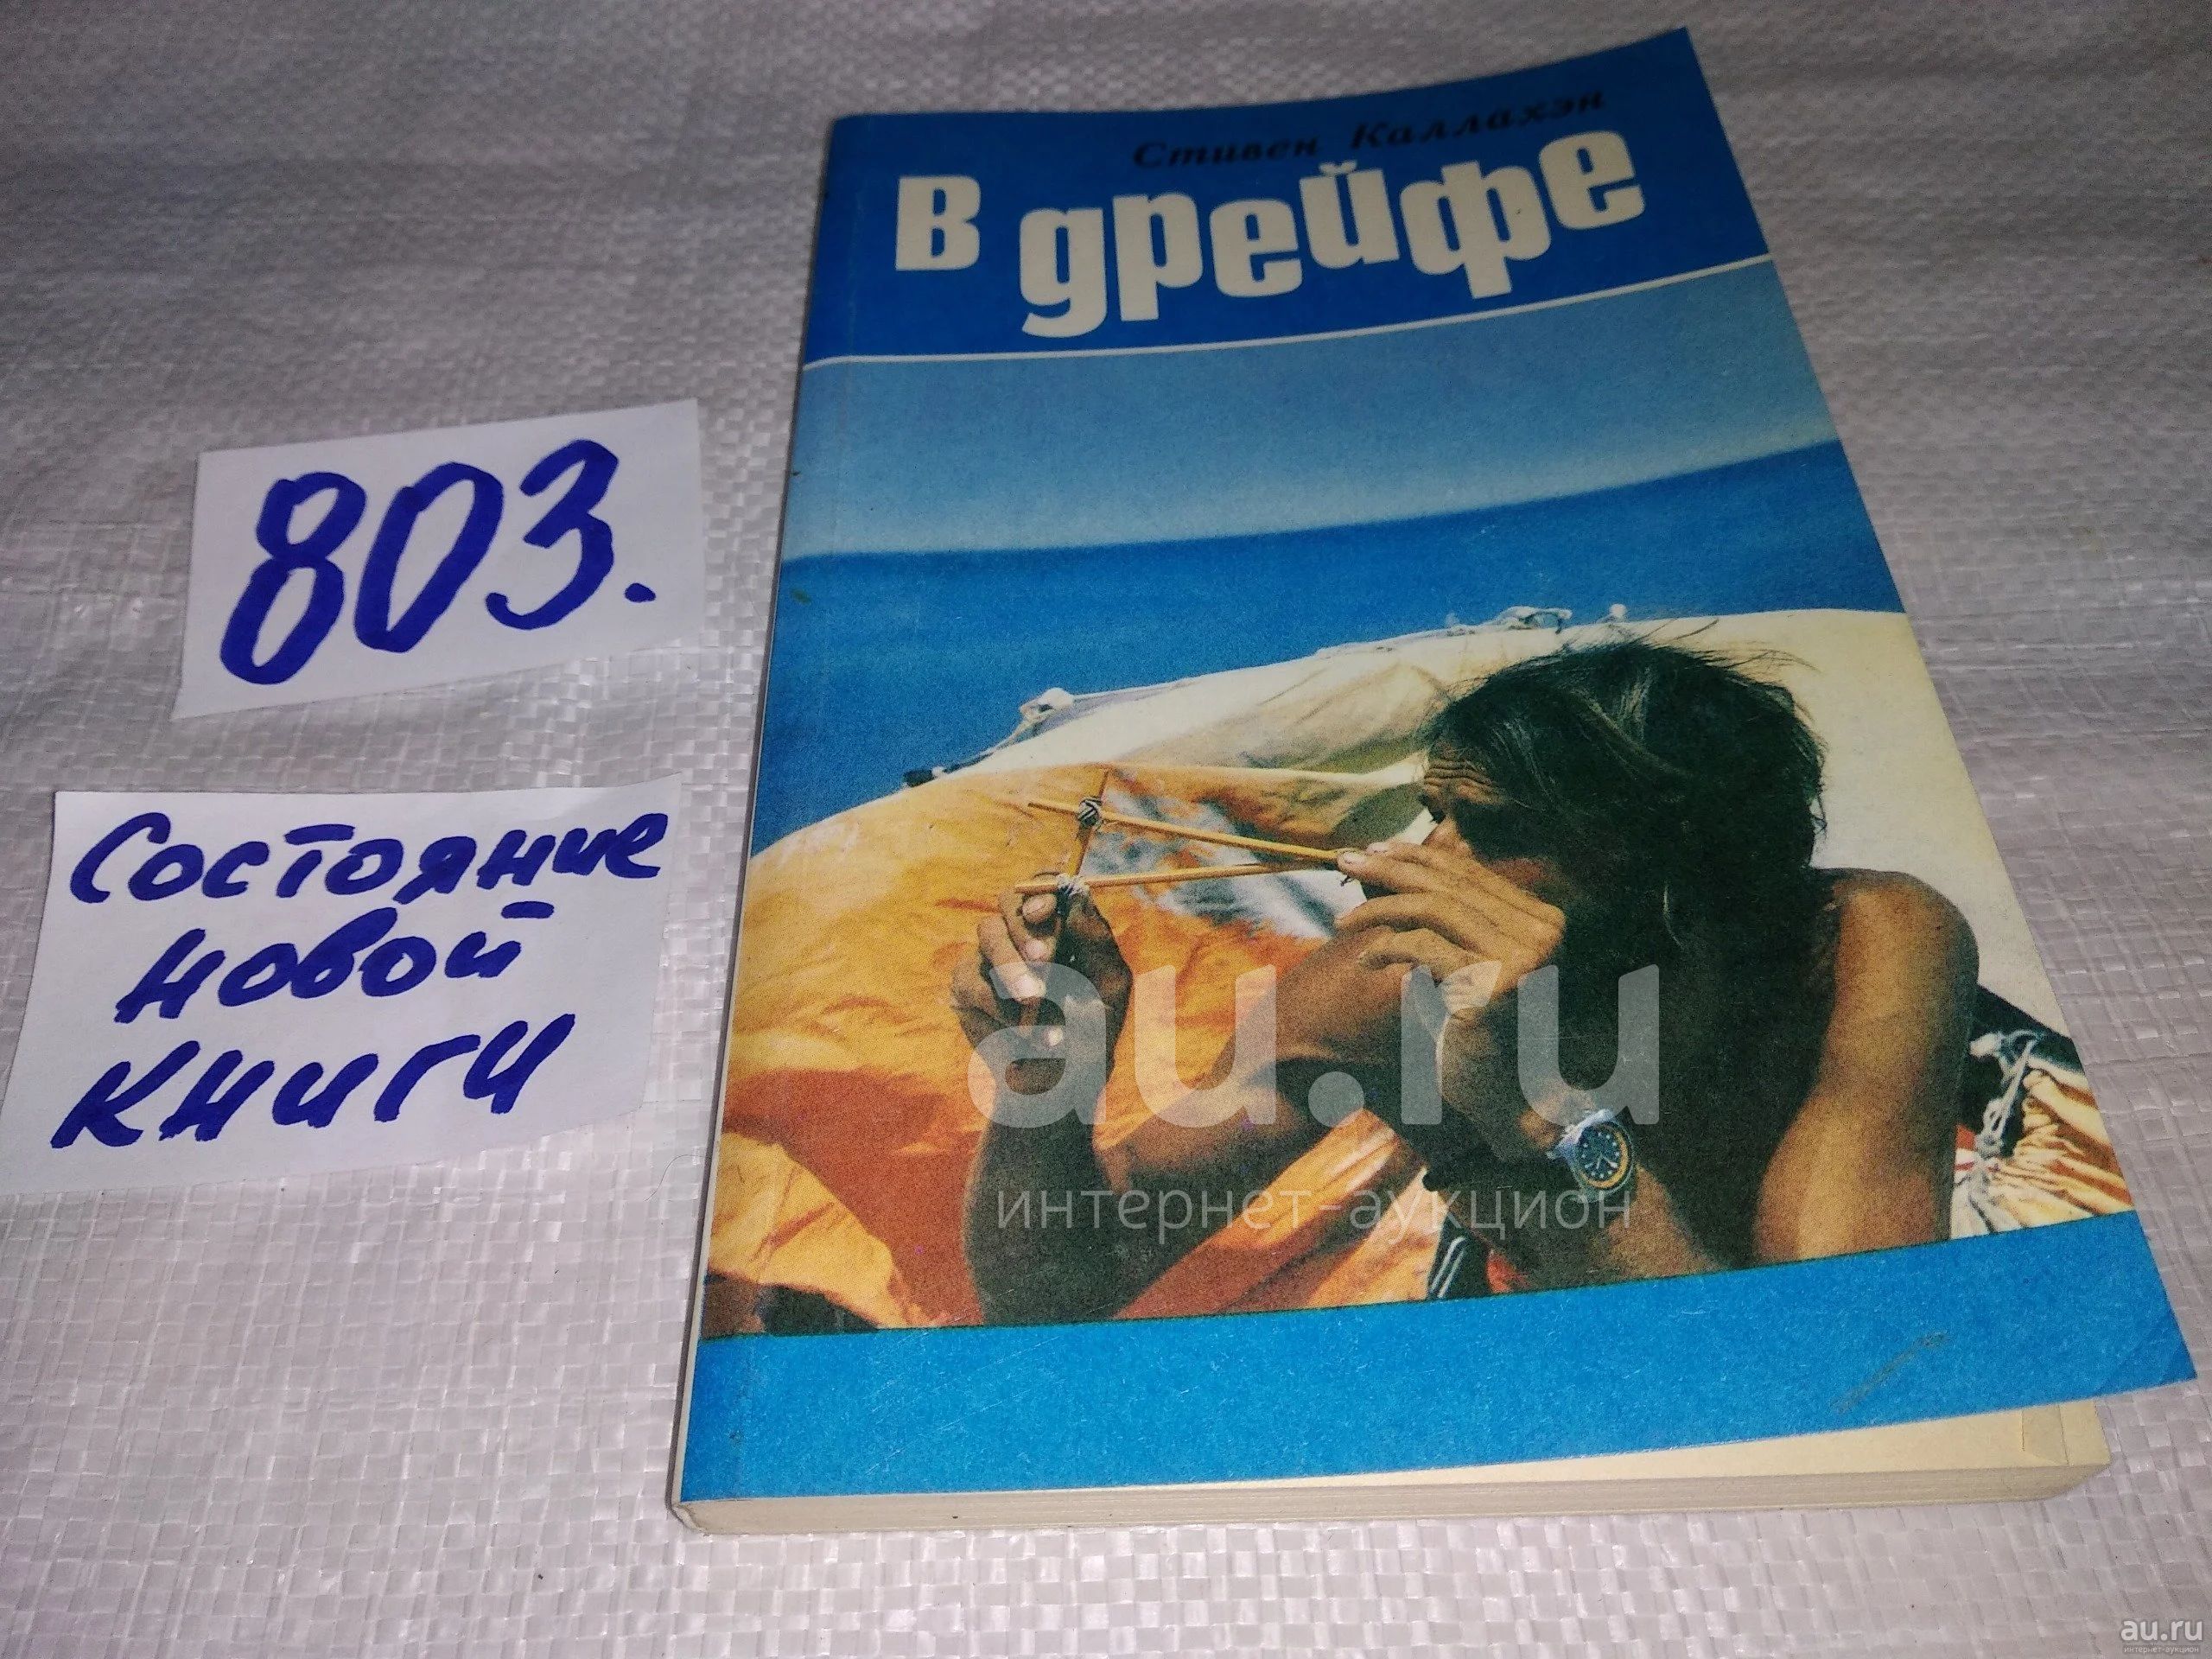 Стивен Каллахэн
В дрейфе
803.
Состояние
новой
книги
au.ru
интернет-аукцион
au.ru
интернет-аукцион